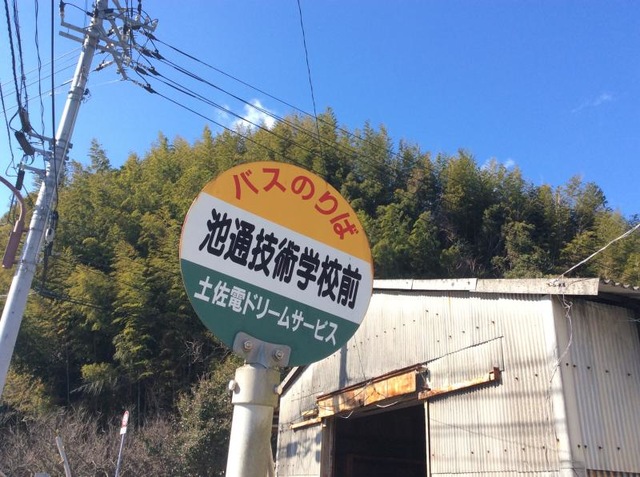 バスのりば
池通技術学校前
土佐電ドリームサービス